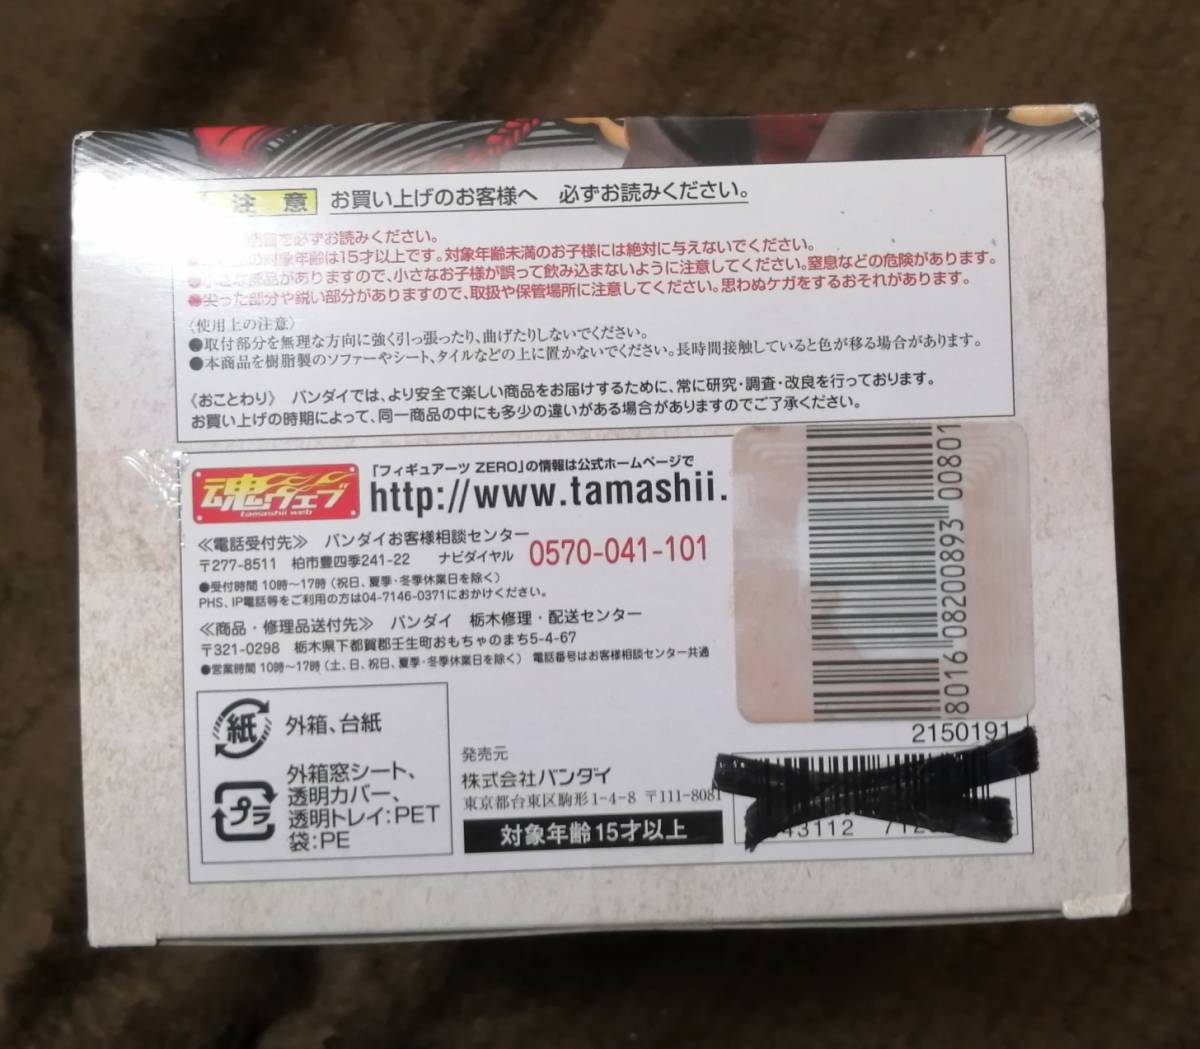 注意 お買い上げのお客様へ 必ずお読みください。
を必ずお読みください。
の対象年齢は15才以上です。対象年齢未満のお子様には絶対に与えないでください。
●小さな部品がありますので、小さなお子様が誤って飲み込まないように注意してください。窒息などの危険があります。
●尖った部分や鋭い部分がありますので、取扱や保管場所に注意してください。思わぬケガをするおそれがあります。
〈使用上の注意〉
●取付部分を無理な方向に強く引っ張ったり、曲げたりしないでください。
●本商品を樹脂製のソファーやシート、タイルなどの上に置かないでください。長時間接触していると色が移る場合があります。
《おことわり》 バンダイでは、より安全で楽しい商品をお届けするために、常に研究・調査・改良を行っております。
お買い上げの時期によって、同一商品の中にも多少の違いがある場合がありますのでご了承ください。
魂ウェブ
tamashii web
「フィギュアーツ ZERO」の情報は公式ホームページで
http://www.tamashii.
≪電話受付先≫ バンダイお客様相談センター
〒277-8511 柏市豊四季241-22 ナビダイヤル 0570-041-101
●受付時間 10時~17時 (祝日、夏季・冬季休業日を除く)
PHS、IP電話等をご利用の方は04-7146-0371におかけください。
≪商品・修理品送付先≫ バンダイ 栃木修理・配送センター
〒321-0298 栃木県下都賀郡壬生町おもちゃのまち5-4-67
●営業時間 10時~17時 (土、日、祝日、夏季・冬季休業日を除く) 電話番号はお客様相談センター共通
8016 0820 0893 00801
紙 外箱、台紙
プラ 外箱窓シート、
透明カバー、
透明トレイ:PET
袋:PE
発売元
株式会社バンダイ
東京都台東区駒形1-4-8 〒111-8081
対象年齢15才以上
2150191
43112